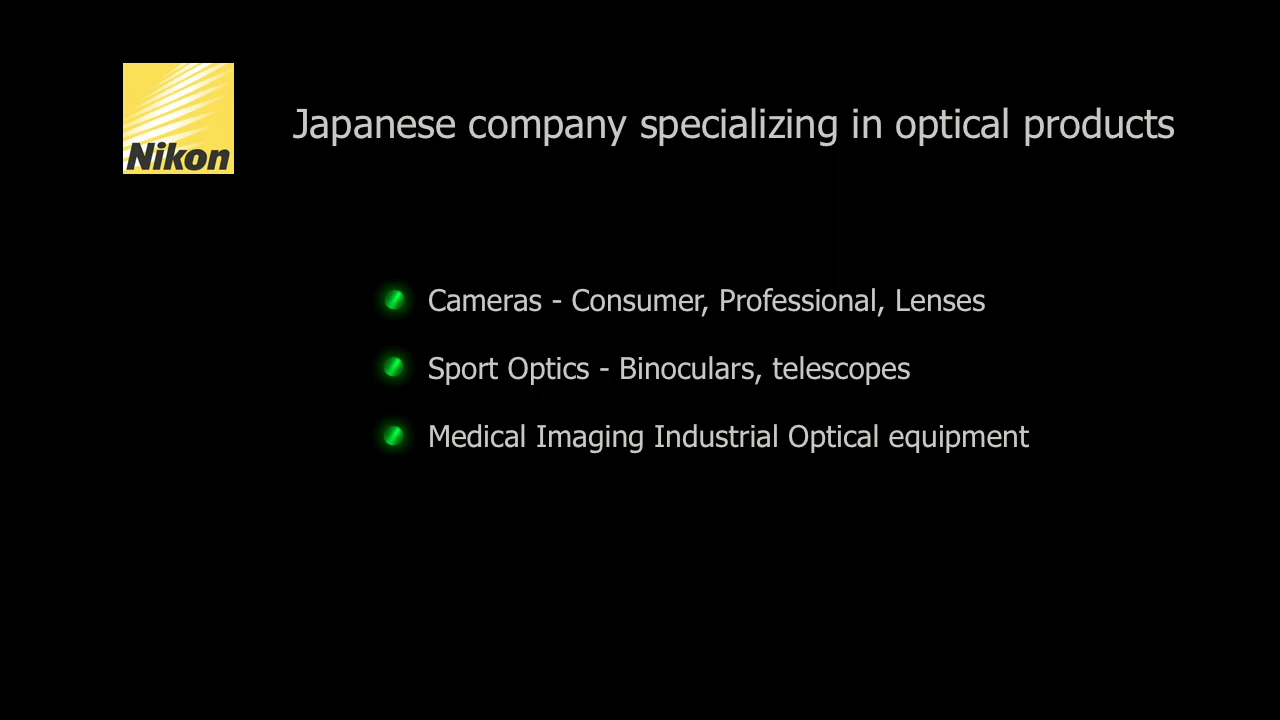 Nikon
Japanese company specializing in optical products
Cameras - Consumer, Professional, Lenses
Sport Optics - Binoculars, telescopes
Medical Imaging Industrial Optical equipment